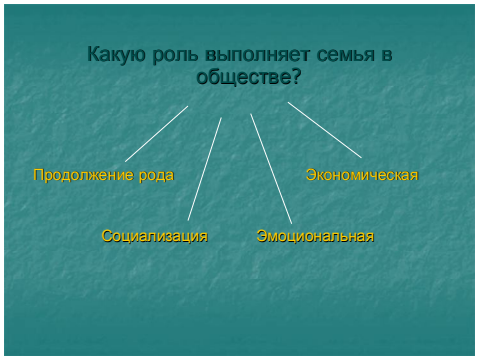 Какую роль выполняет семья в
обществе?
Продолжение рода
Экономическая
Социализация
Эмоциональная